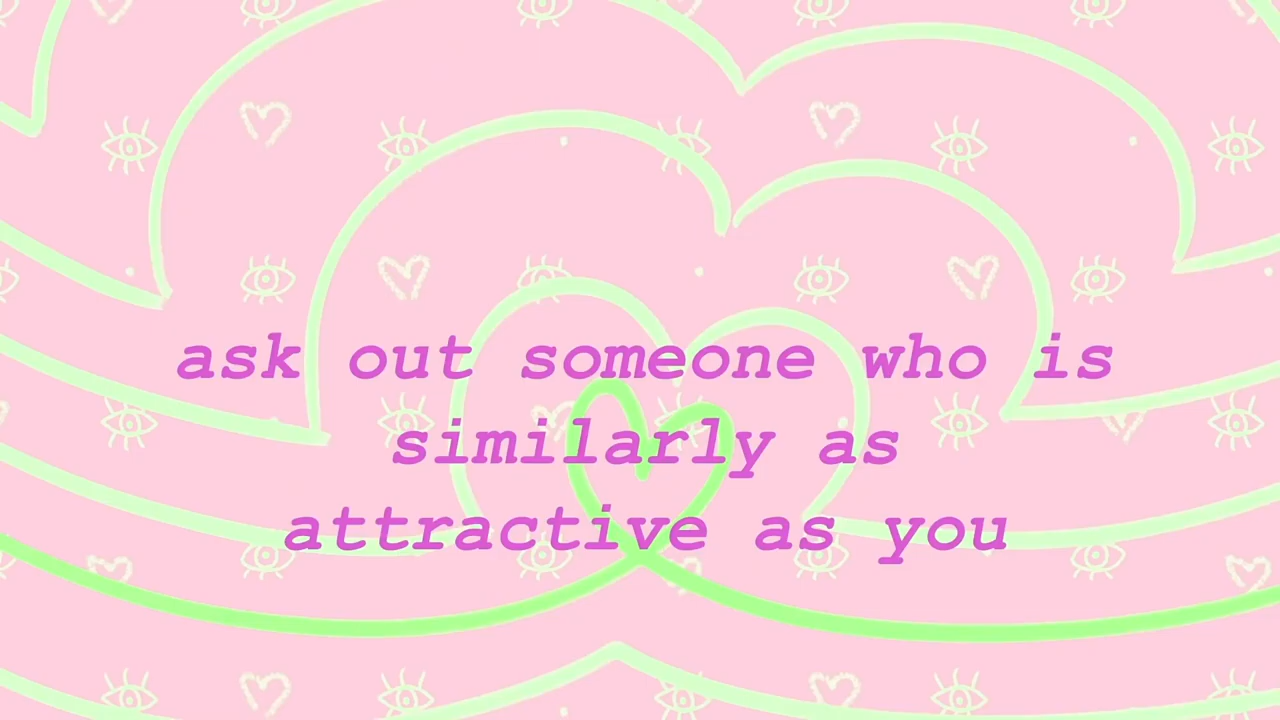 ask out someone who is
similarly as
attractive as you